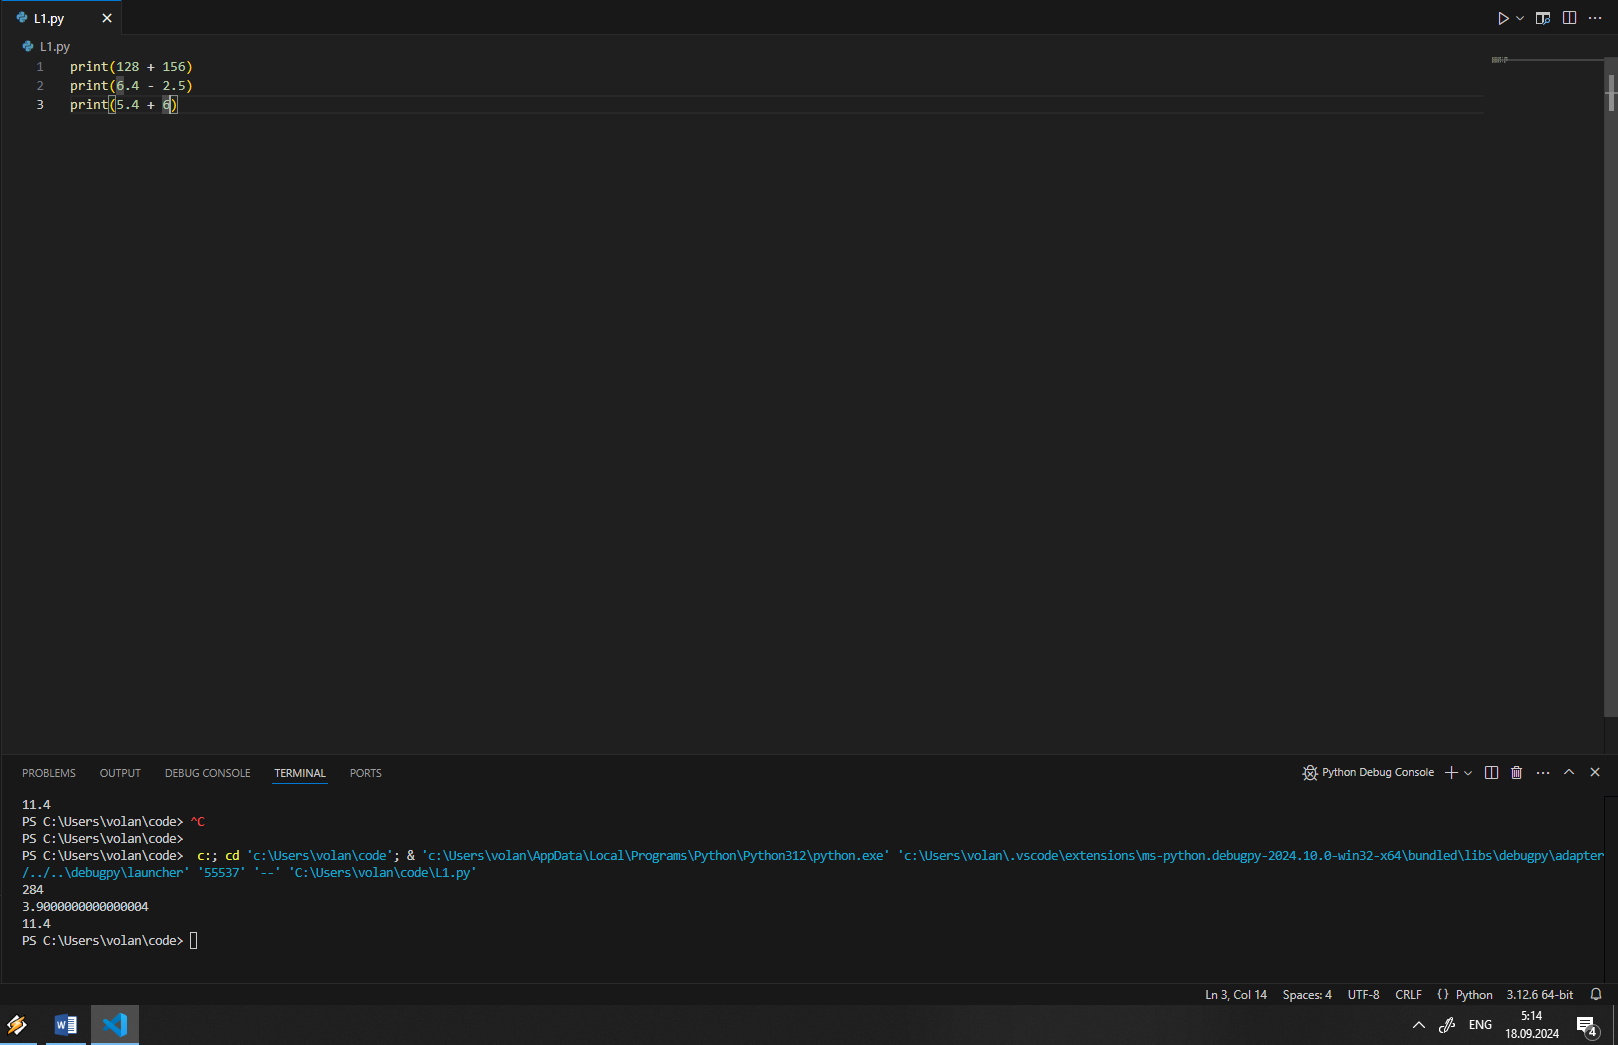 L1.py
L1.py
1 print(128 + 156)
2 print(6.4 - 2.5)
3 print(5.4 + 6)
PROBLEMS OUTPUT DEBUG CONSOLE TERMINAL PORTS Python Debug Console
11.4
PS C:\Users\volan\code> ^C
PS C:\Users\volan\code>
PS C:\Users\volan\code>  c:; cd 'c:\Users\volan\code'; & 'c:\Users\volan\AppData\Local\Programs\Python\Python312\python.exe' 'c:\Users\volan\.vscode\extensions\ms-python.debugpy-2024.10.0-win32-x64\bundled\libs\debugpy\adapter
/../..\debugpy\launcher' '55537' '--' 'C:\Users\volan\code\L1.py'
284
3.9000000000000004
11.4
PS C:\Users\volan\code>
Ln 3, Col 14 Spaces: 4 UTF-8 CRLF {} Python 3.12.6 64-bit
W ENG 5:14
18.09.2024 4